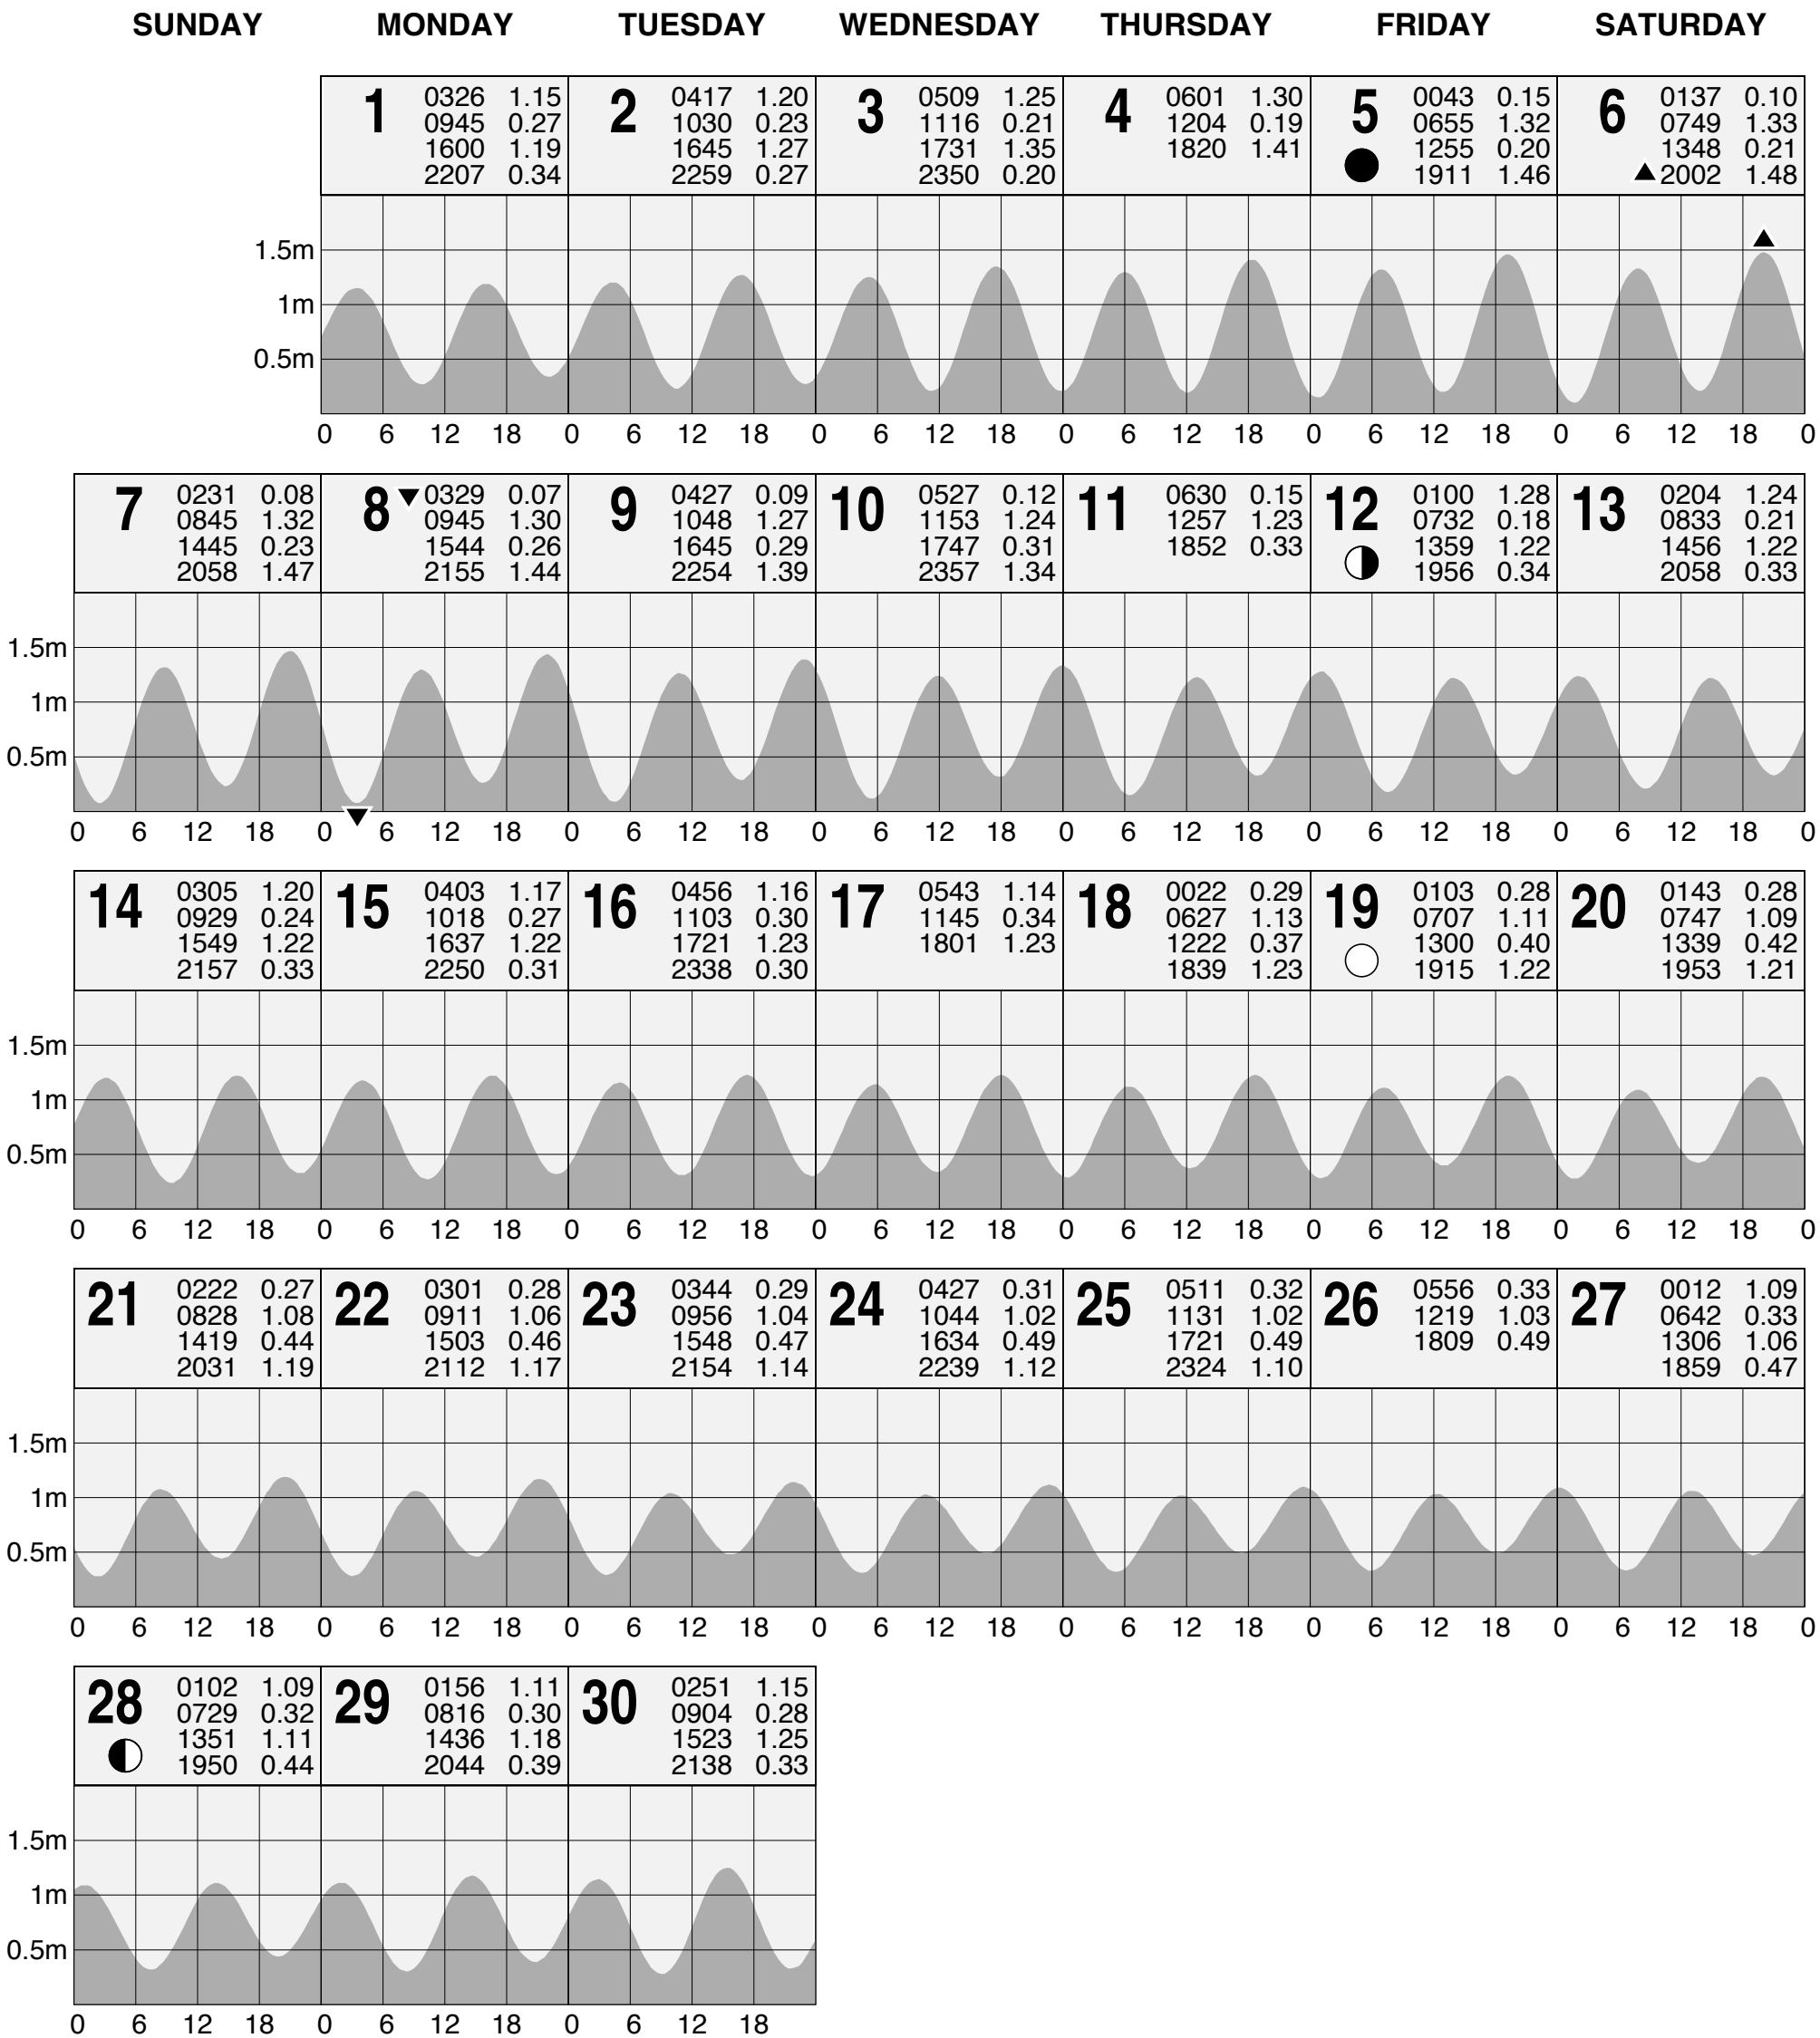 SUNDAY MONDAY TUESDAY WEDNESDAY THURSDAY FRIDAY SATURDAY
1 0326 1.15
0945 0.27
1600 1.19
2207 0.34
2 0417 1.20
1030 0.23
1645 1.27
2259 0.27
3 0509 1.25
1116 0.21
1731 1.35
2350 0.20
4 0601 1.30
1204 0.19
1820 1.41
5 0043 0.15
0655 1.32
1255 0.20
1911 1.46
6 0137 0.10
0749 1.33
1348 0.21
2002 1.48
1.5m
1m
0.5m
0 6 12 18 0 6 12 18 0 6 12 18 0 6 12 18 0 6 12 18 0 6 12 18 0
7 0231 0.08
0845 1.32
1445 0.23
2058 1.47
8 0329 0.07
0945 1.30
1544 0.26
2155 1.44
9 0427 0.09
1048 1.27
1645 0.29
2254 1.39
10 0527 0.12
1153 1.24
1747 0.31
2357 1.34
11 0630 0.15
1257 1.23
1852 0.33
12 0100 1.28
0732 0.18
1359 1.22
1956 0.34
13 0204 1.24
0833 0.21
1456 1.22
2058 0.33
1.5m
1m
0.5m
0 6 12 18 0 6 12 18 0 6 12 18 0 6 12 18 0 6 12 18 0 6 12 18 0 6 12 18 0
14 0305 1.20
0929 0.24
1549 1.22
2157 0.33
15 0403 1.17
1018 0.27
1637 1.22
2250 0.31
16 0456 1.16
1103 0.30
1721 1.23
2338 0.30
17 0543 1.14
1145 0.34
1801 1.23
18 0022 0.29
0627 1.13
1222 0.37
1839 1.23
19 0103 0.28
0707 1.11
1300 0.40
1915 1.22
20 0143 0.28
0747 1.09
1339 0.42
1953 1.21
1.5m
1m
0.5m
0 6 12 18 0 6 12 18 0 6 12 18 0 6 12 18 0 6 12 18 0 6 12 18 0 6 12 18 0
21 0222 0.27
0828 1.08
1419 0.44
2031 1.19
22 0301 0.28
0911 1.06
1503 0.46
2112 1.17
23 0344 0.29
0956 1.04
1548 0.47
2154 1.14
24 0427 0.31
1044 1.02
1634 0.49
2239 1.12
25 0511 0.32
1131 1.02
1721 0.49
2324 1.10
26 0556 0.33
1219 1.03
1809 0.49
27 0012 1.09
0642 0.33
1306 1.06
1859 0.47
1.5m
1m
0.5m
0 6 12 18 0 6 12 18 0 6 12 18 0 6 12 18 0 6 12 18 0 6 12 18 0 6 12 18 0
28 0102 1.09
0729 0.32
1351 1.11
1950 0.44
29 0156 1.11
0816 0.30
1436 1.18
2044 0.39
30 0251 1.15
0904 0.28
1523 1.25
2138 0.33
1.5m
1m
0.5m
0 6 12 18 0 6 12 18 0 6 12 18